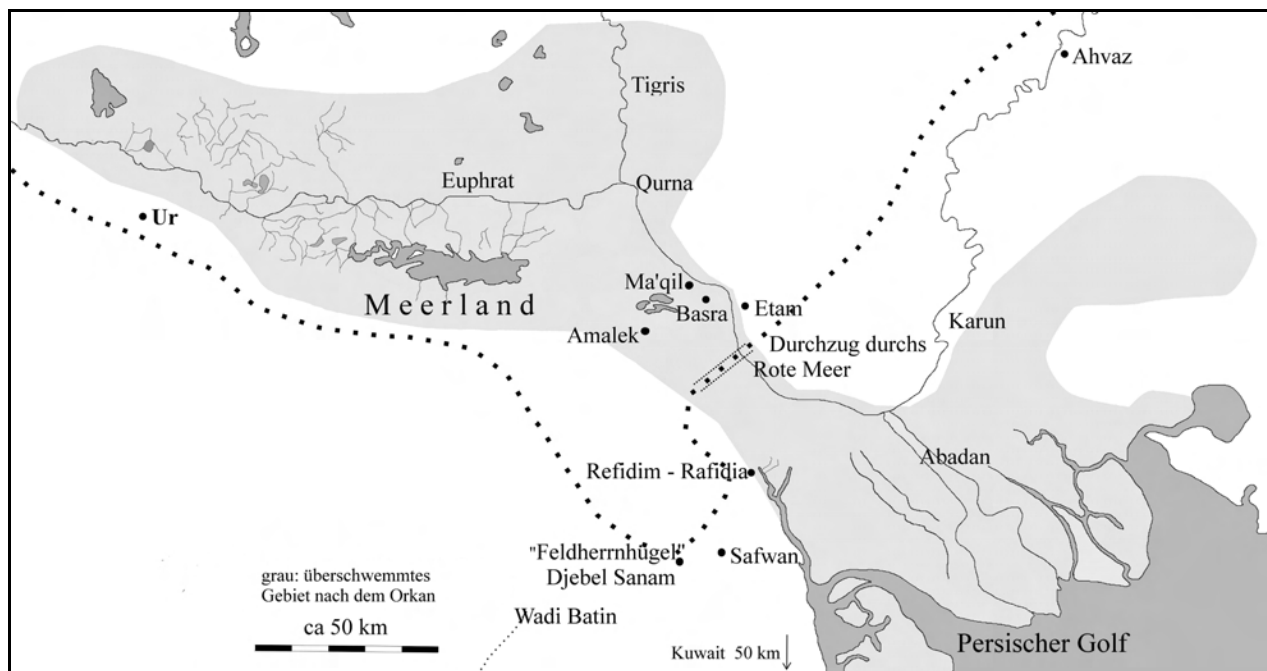 Ahvaz
Tigris
Euphrat
Qurna
Ur
Ma'qil
Meerland
Basra
Etam
Karun
Amalek
Durchzug durchs
Rote Meer
Abadan
Refidim - Rafidia
"Feldherrnhügel"
Djebel Sanam
Safwan
grau: überschwemmtes
Gebiet nach dem Orkan
ca 50 km
Wadi Batin
Kuwait 50 km
Persischer Golf